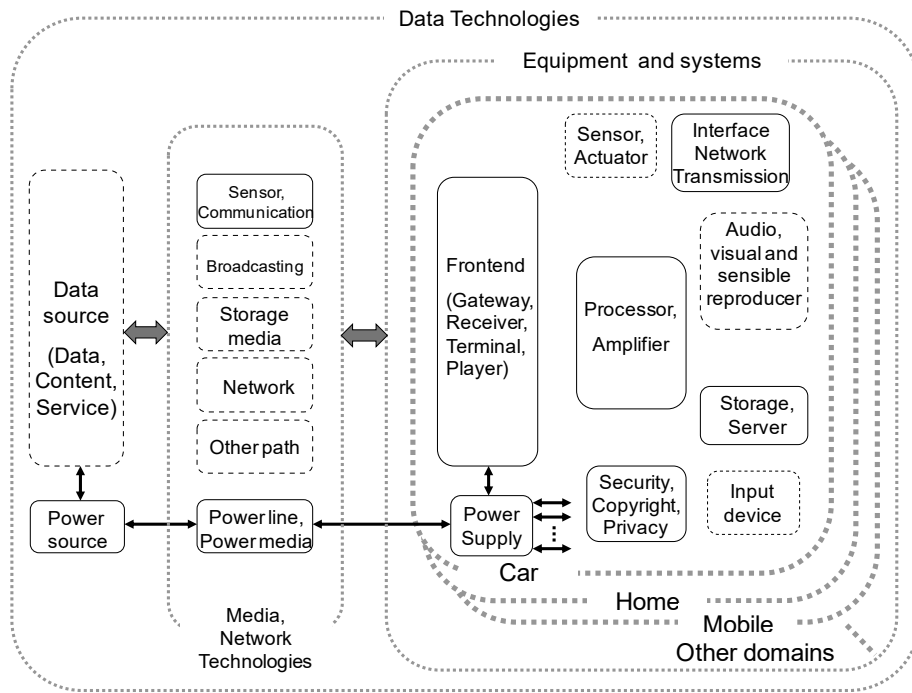 Data Technologies
Equipment and systems
Sensor,
Actuator
Interface
Network
Transmission
Sensor,
Communication
Broadcasting
Storage
media
Network
Other path
Data
source
(Data,
Content,
Service)
Frontend
(Gateway,
Receiver,
Terminal,
Player)
Processor,
Amplifier
Audio,
visual and
sensible
reproducer
Storage,
Server
Security,
Copyright,
Privacy
Input
device
Power
source
Power line,
Power media
Power
Supply
Car
Home
Mobile
Other domains
Media,
Network
Technologies